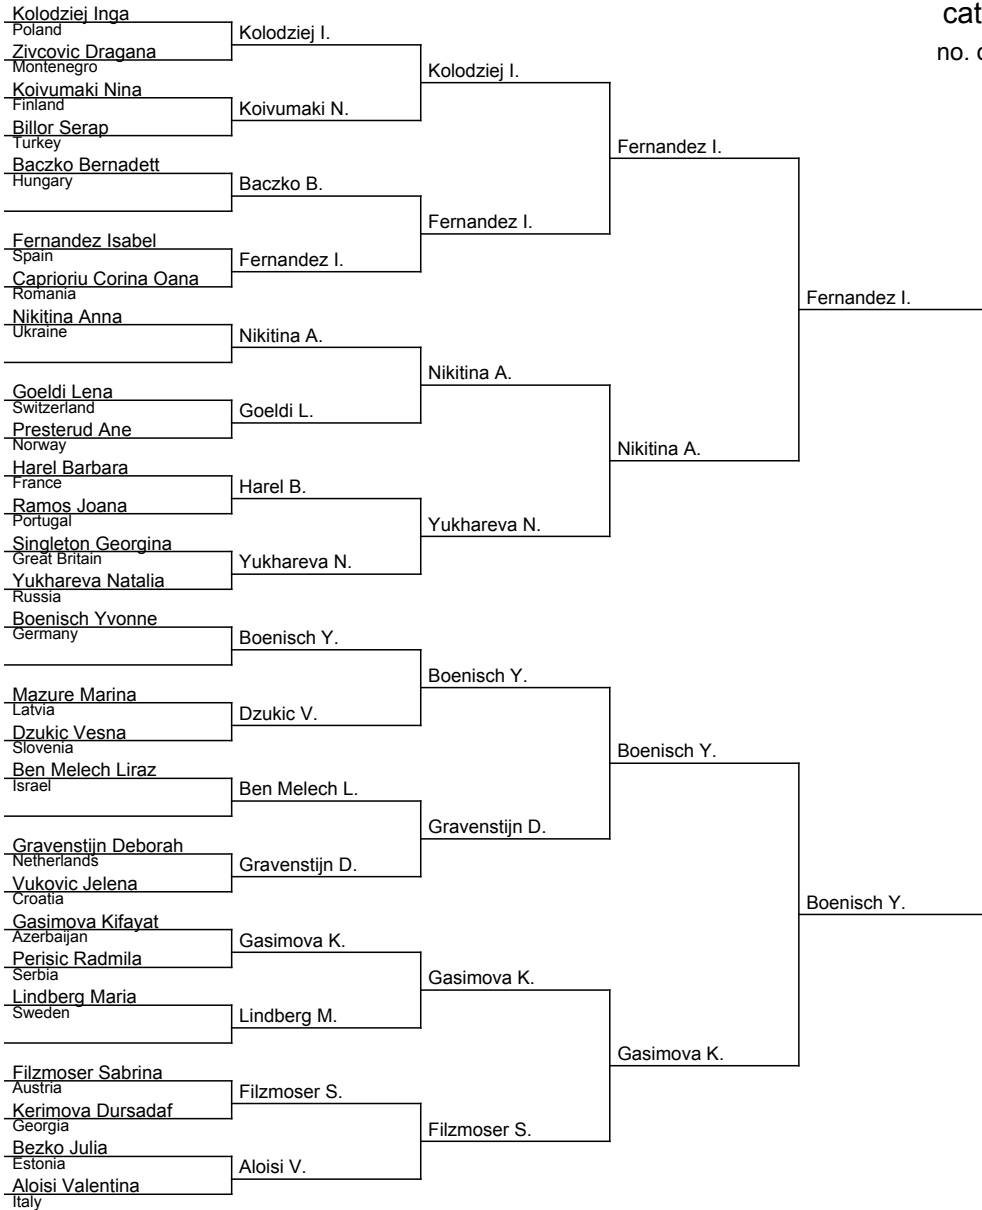 Kolodziej Inga
Poland
Zivcovic Dragana
Montenegro
Koivumaki Nina
Finland
Billor Serap
Turkey
Baczko Bernadett
Hungary
Fernandez Isabel
Spain
Caprioriu Corina Oana
Romania
Nikitina Anna
Ukraine
Goeldi Lena
Switzerland
Presterud Ane
Norway
Harel Barbara
France
Ramos Joana
Portugal
Singleton Georgina
Great Britain
Yukhareva Natalia
Russia
Boenisch Yvonne
Germany
Mazure Marina
Latvia
Dzukic Vesna
Slovenia
Ben Melech Liraz
Israel
Gravenstijn Deborah
Netherlands
Vukovic Jelena
Croatia
Gasimova Kifayat
Azerbaijan
Perisic Radmila
Serbia
Lindberg Maria
Sweden
Filzmoser Sabrina
Austria
Kerimova Dursadaf
Georgia
Bezko Julia
Estonia
Aloisi Valentina
Italy
Kolodziej I.
Koivumaki N.
Baczko B.
Fernandez I.
Nikitina A.
Goeldi L.
Harel B.
Yukhareva N.
Boenisch Y.
Dzukic V.
Ben Melech L.
Gravenstijn D.
Gasimova K.
Lindberg M.
Filzmoser S.
Aloisi V.
Kolodziej I.
Fernandez I.
Nikitina A.
Yukhareva N.
Boenisch Y.
Gravenstijn D.
Gasimova K.
Filzmoser S.
Fernandez I.
Nikitina A.
Boenisch Y.
Gasimova K.
Fernandez I.
Boenisch Y.
cat
no.